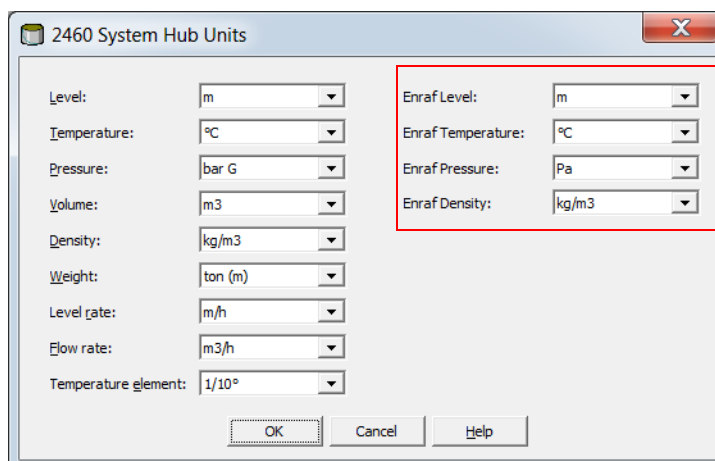 2460 System Hub Units
Level: m
Temperature: °C
Pressure: bar G
Volume: m3
Density: kg/m3
Weight: ton (m)
Level rate: m/h
Flow rate: m3/h
Temperature element: 1/10°
Enraf Level: m
Enraf Temperature: °C
Enraf Pressure: Pa
Enraf Density: kg/m3
OK Cancel Help